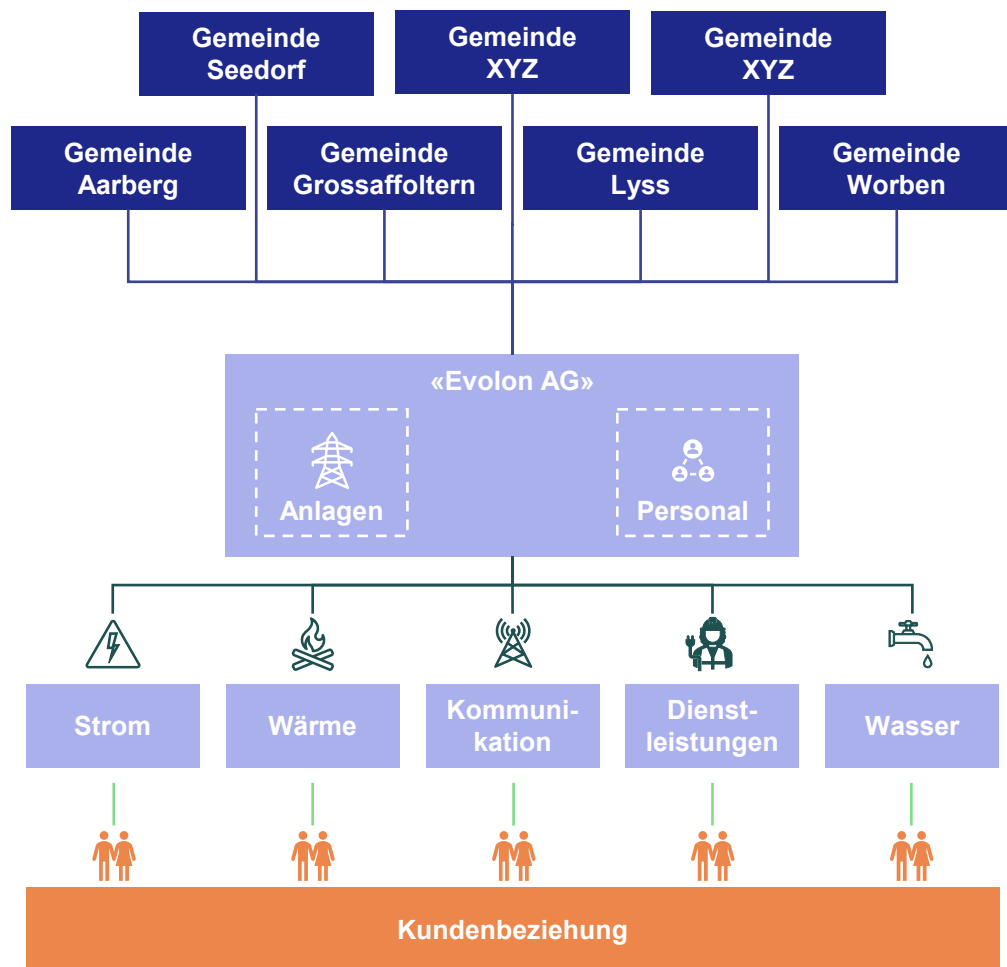 Gemeinde
Seedorf
Gemeinde
XYZ
Gemeinde
XYZ
Gemeinde
Aarberg
Gemeinde
Grossaffoltern
Gemeinde
Lyss
Gemeinde
Worben
«Evolon AG»
Anlagen
Personal
Strom
Wärme
Kommuni-
kation
Dienst-
leistungen
Wasser
Kundenbeziehung